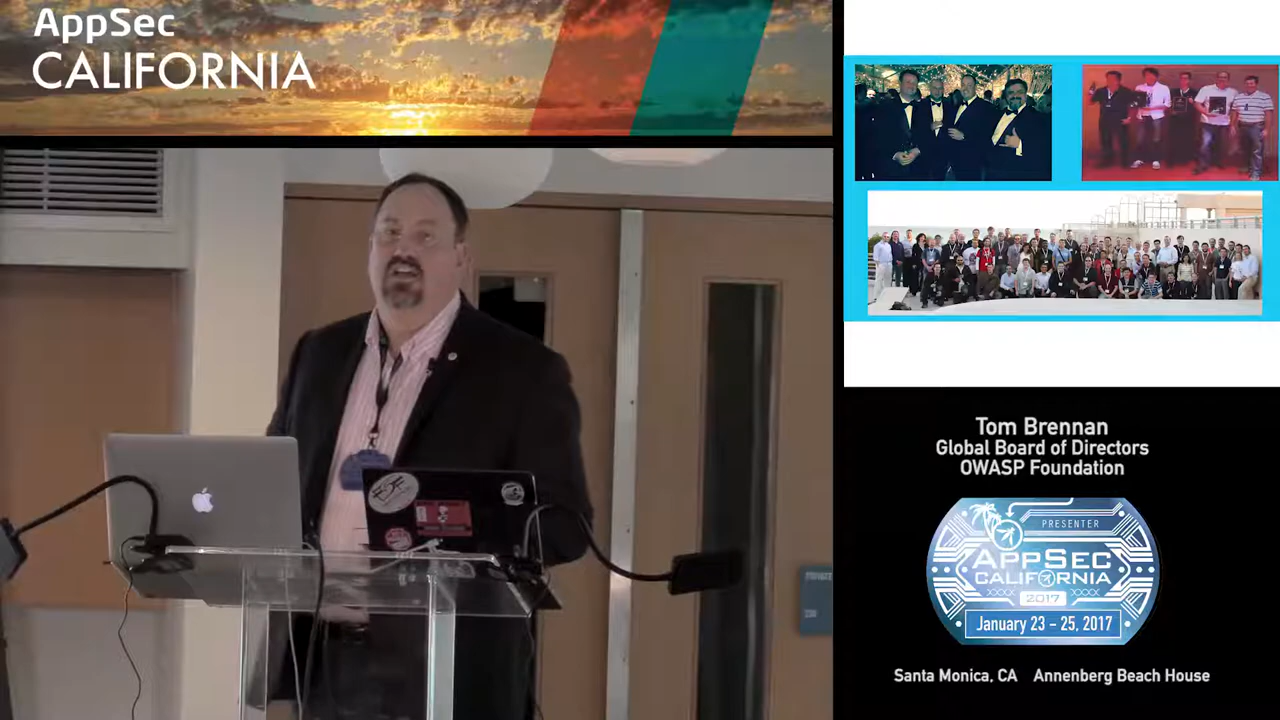 AppSec
CALIFORNIA
Tom Brennan
Global Board of Directors
OWASP Foundation
PRESENTER
APPSEC
CALIFORNIA
2017
January 23 – 25, 2017
Santa Monica, CA Annenberg Beach House